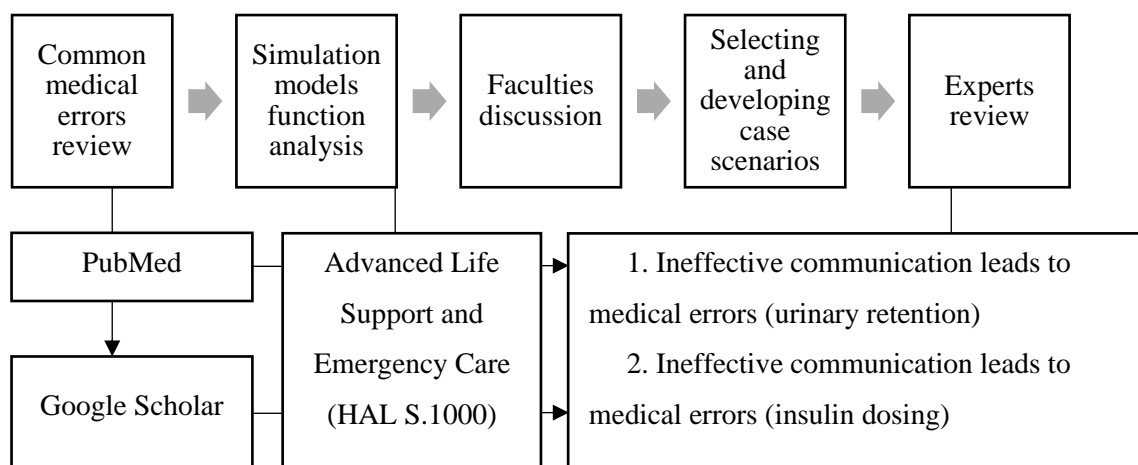 Common
medical
errors
review
Simulation
models
function
analysis
Faculties
discussion
Selecting
and
developing
case
scenarios
Experts
review
PubMed
Google Scholar
Advanced Life
Support and
Emergency Care
(HAL S.1000)
1. Ineffective communication leads to
medical errors (urinary retention)
2. Ineffective communication leads to
medical errors (insulin dosing)